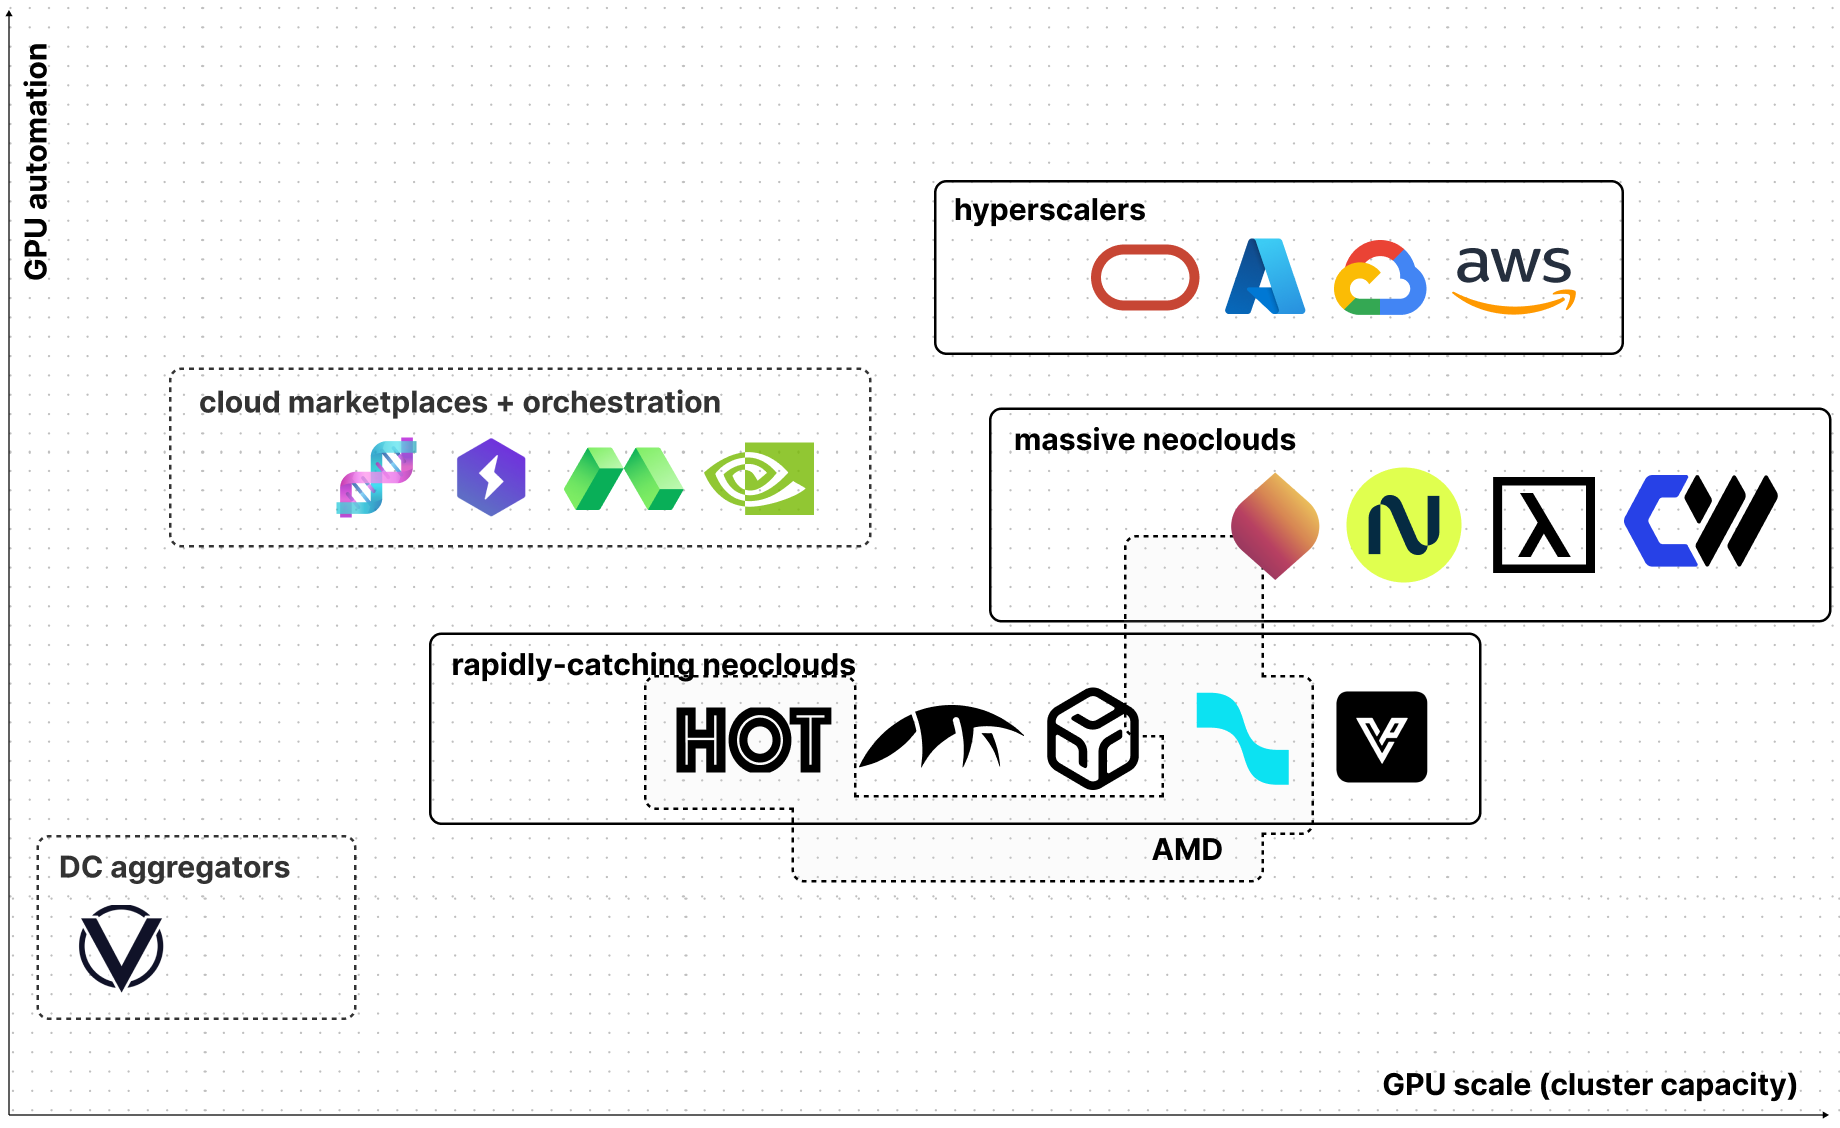 GPU automation
hyperscalers
aws
cloud marketplaces + orchestration
massive neoclouds
rapidly-catching neoclouds
HOT
AMD
DC aggregators
GPU scale (cluster capacity)